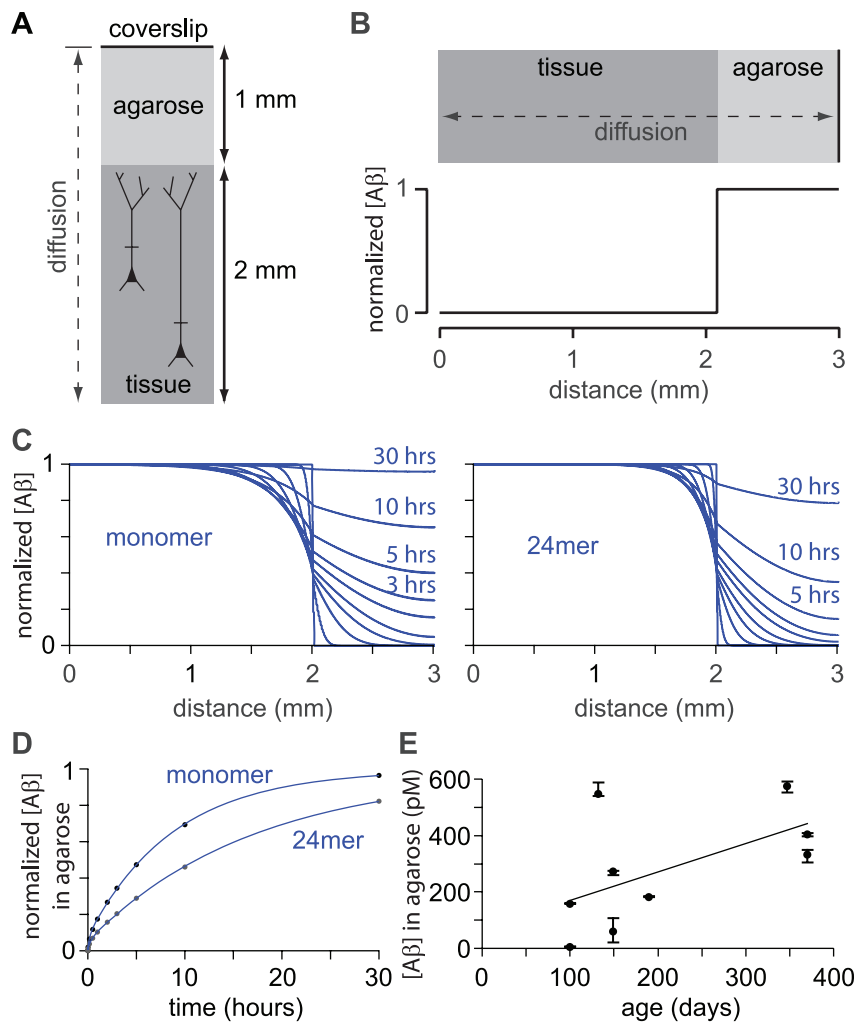 A
coverslip
agarose
1 mm
diffusion
2 mm
tissue
B
tissue
agarose
diffusion
normalized [Aβ]
1
0
0
1
2
3
distance (mm)
C
normalized [Aβ]
1
0
monomer
30 hrs
10 hrs
5 hrs
3 hrs
0
1
2
3
distance (mm)
24mer
30 hrs
10 hrs
5 hrs
0
1
2
3
distance (mm)
D
normalized [Aβ]
in agarose
1
0
monomer
24mer
0
10
20
30
time (hours)
E
[Aβ] in agarose (pM)
600
400
200
0
0
100
200
300
400
age (days)